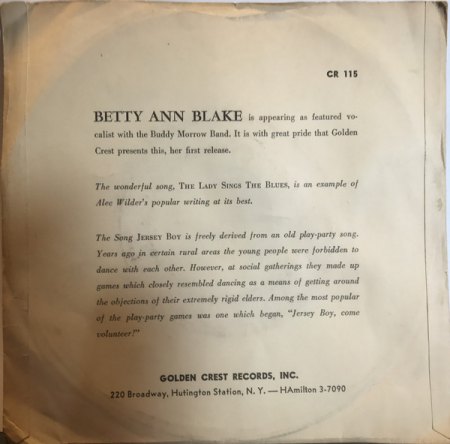 CR 115
BETTY ANN BLAKE is appearing as featured vo-
calist with the Buddy Morrow Band. It is with great pride that Golden
Crest presents this, her first release.
The wonderful song, THE LADY SINGS THE BLUES, is an example of
Alec Wilder's popular writing at its best.
The Song JERSEY BOY is freely derived from an old play-party song.
Years ago in certain rural areas the young people were forbidden to
dance with each other. However, at social gatherings they made up
games which closely resembled dancing as a means of getting around
the objections of their extremely rigid elders. Among the most popular
of the play-party games was one which began, "Jersey Boy, come
volunteer!"
GOLDEN CREST RECORDS, INC.
220 Broadway, Hutington Station, N. Y. — HAmilton 3-7090